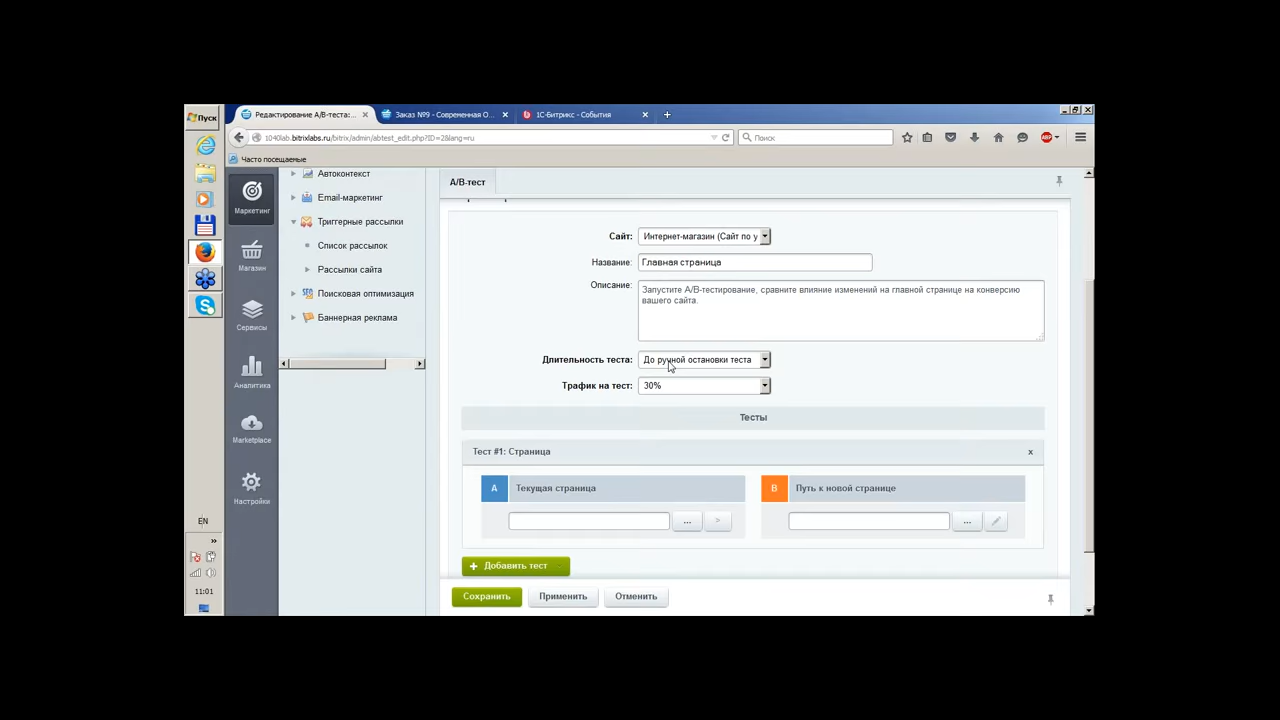 Пуск
Редактирование A/B-теста:...
Заказ №9 - Современная О...
1С-Битрикс - События
1040lab.bitrixlabs.ru/bitrix/admin/abtest_edit.php?ID=2&lang=ru
Поиск
ABP
Часто посещаемые
Маркетинг
Магазин
Сервисы
Аналитика
Marketplace
Настройки
Автоконтекст
Email-маркетинг
Триггерные рассылки
Список рассылок
Рассылки сайта
Поисковая оптимизация
Баннерная реклама
A/B-тест
Сайт:
Интернет-магазин (Сайт по у
Название:
Главная страница
Описание:
Запустите A/B-тестирование, сравните влияние изменений на главной странице на конверсию
вашего сайта.
Длительность теста:
До ручной остановки теста
Трафик на тест:
30%
Тесты
Тест #1: Страница
x
A
Текущая страница
B
Путь к новой странице
...
>
...
+ Добавить тест
Сохранить
Применить
Отменить
EN
»
11:01